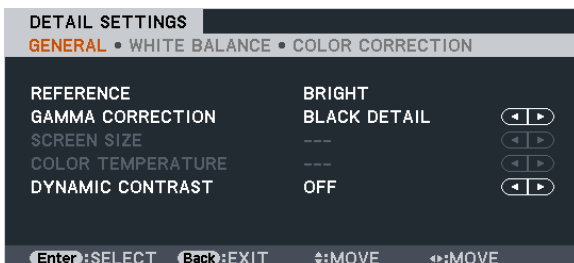 DETAIL SETTINGS
GENERAL • WHITE BALANCE • COLOR CORRECTION
REFERENCE BRIGHT
GAMMA CORRECTION BLACK DETAIL
SCREEN SIZE ---
COLOR TEMPERATURE ---
DYNAMIC CONTRAST OFF
Enter:SELECT Back:EXIT :MOVE :MOVE